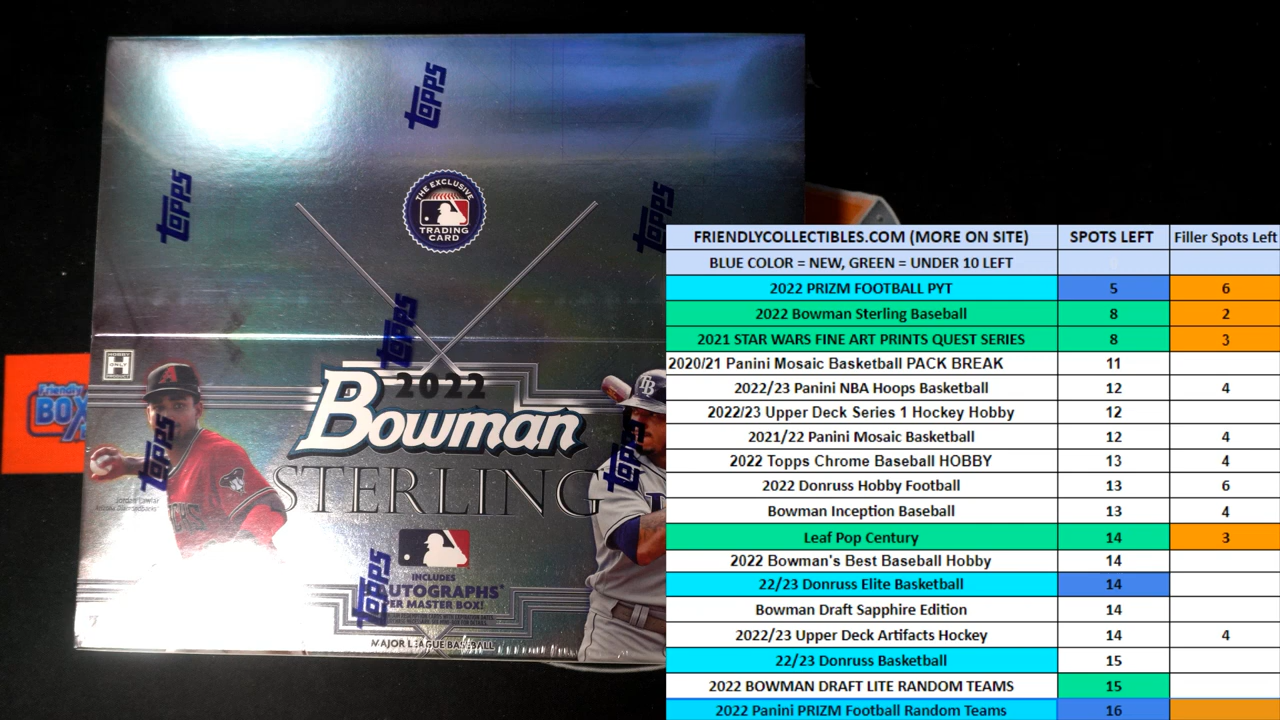 topps
topps
topps
topps
topps
topps
topps
THE EXCLUSIVE
TRADING
CARD
HOBBY
H
ONLY
2022
Bowman
STERLING
A
TB
Friendly
BOX
INCLUDES
AUTOGRAPHS*
PER MASTER BOX!
MAJOR LEAGUE BASEBALL
FRIENDLYCOLLECTIBLES.COM (MORE ON SITE) SPOTS LEFT Filler Spots Left
BLUE COLOR = NEW, GREEN = UNDER 10 LEFT
2022 PRIZM FOOTBALL PYT 5 6
2022 Bowman Sterling Baseball 8 2
2021 STAR WARS FINE ART PRINTS QUEST SERIES 8 3
2020/21 Panini Mosaic Basketball PACK BREAK 11
2022/23 Panini NBA Hoops Basketball 12 4
2022/23 Upper Deck Series 1 Hockey Hobby 12
2021/22 Panini Mosaic Basketball 12 4
2022 Topps Chrome Baseball HOBBY 13 4
2022 Donruss Hobby Football 13 6
Bowman Inception Baseball 13 4
Leaf Pop Century 14 3
2022 Bowman's Best Baseball Hobby 14
22/23 Donruss Elite Basketball 14
Bowman Draft Sapphire Edition 14
2022/23 Upper Deck Artifacts Hockey 14 4
22/23 Donruss Basketball 15
2022 BOWMAN DRAFT LITE RANDOM TEAMS 15
2022 Panini PRIZM Football Random Teams 16